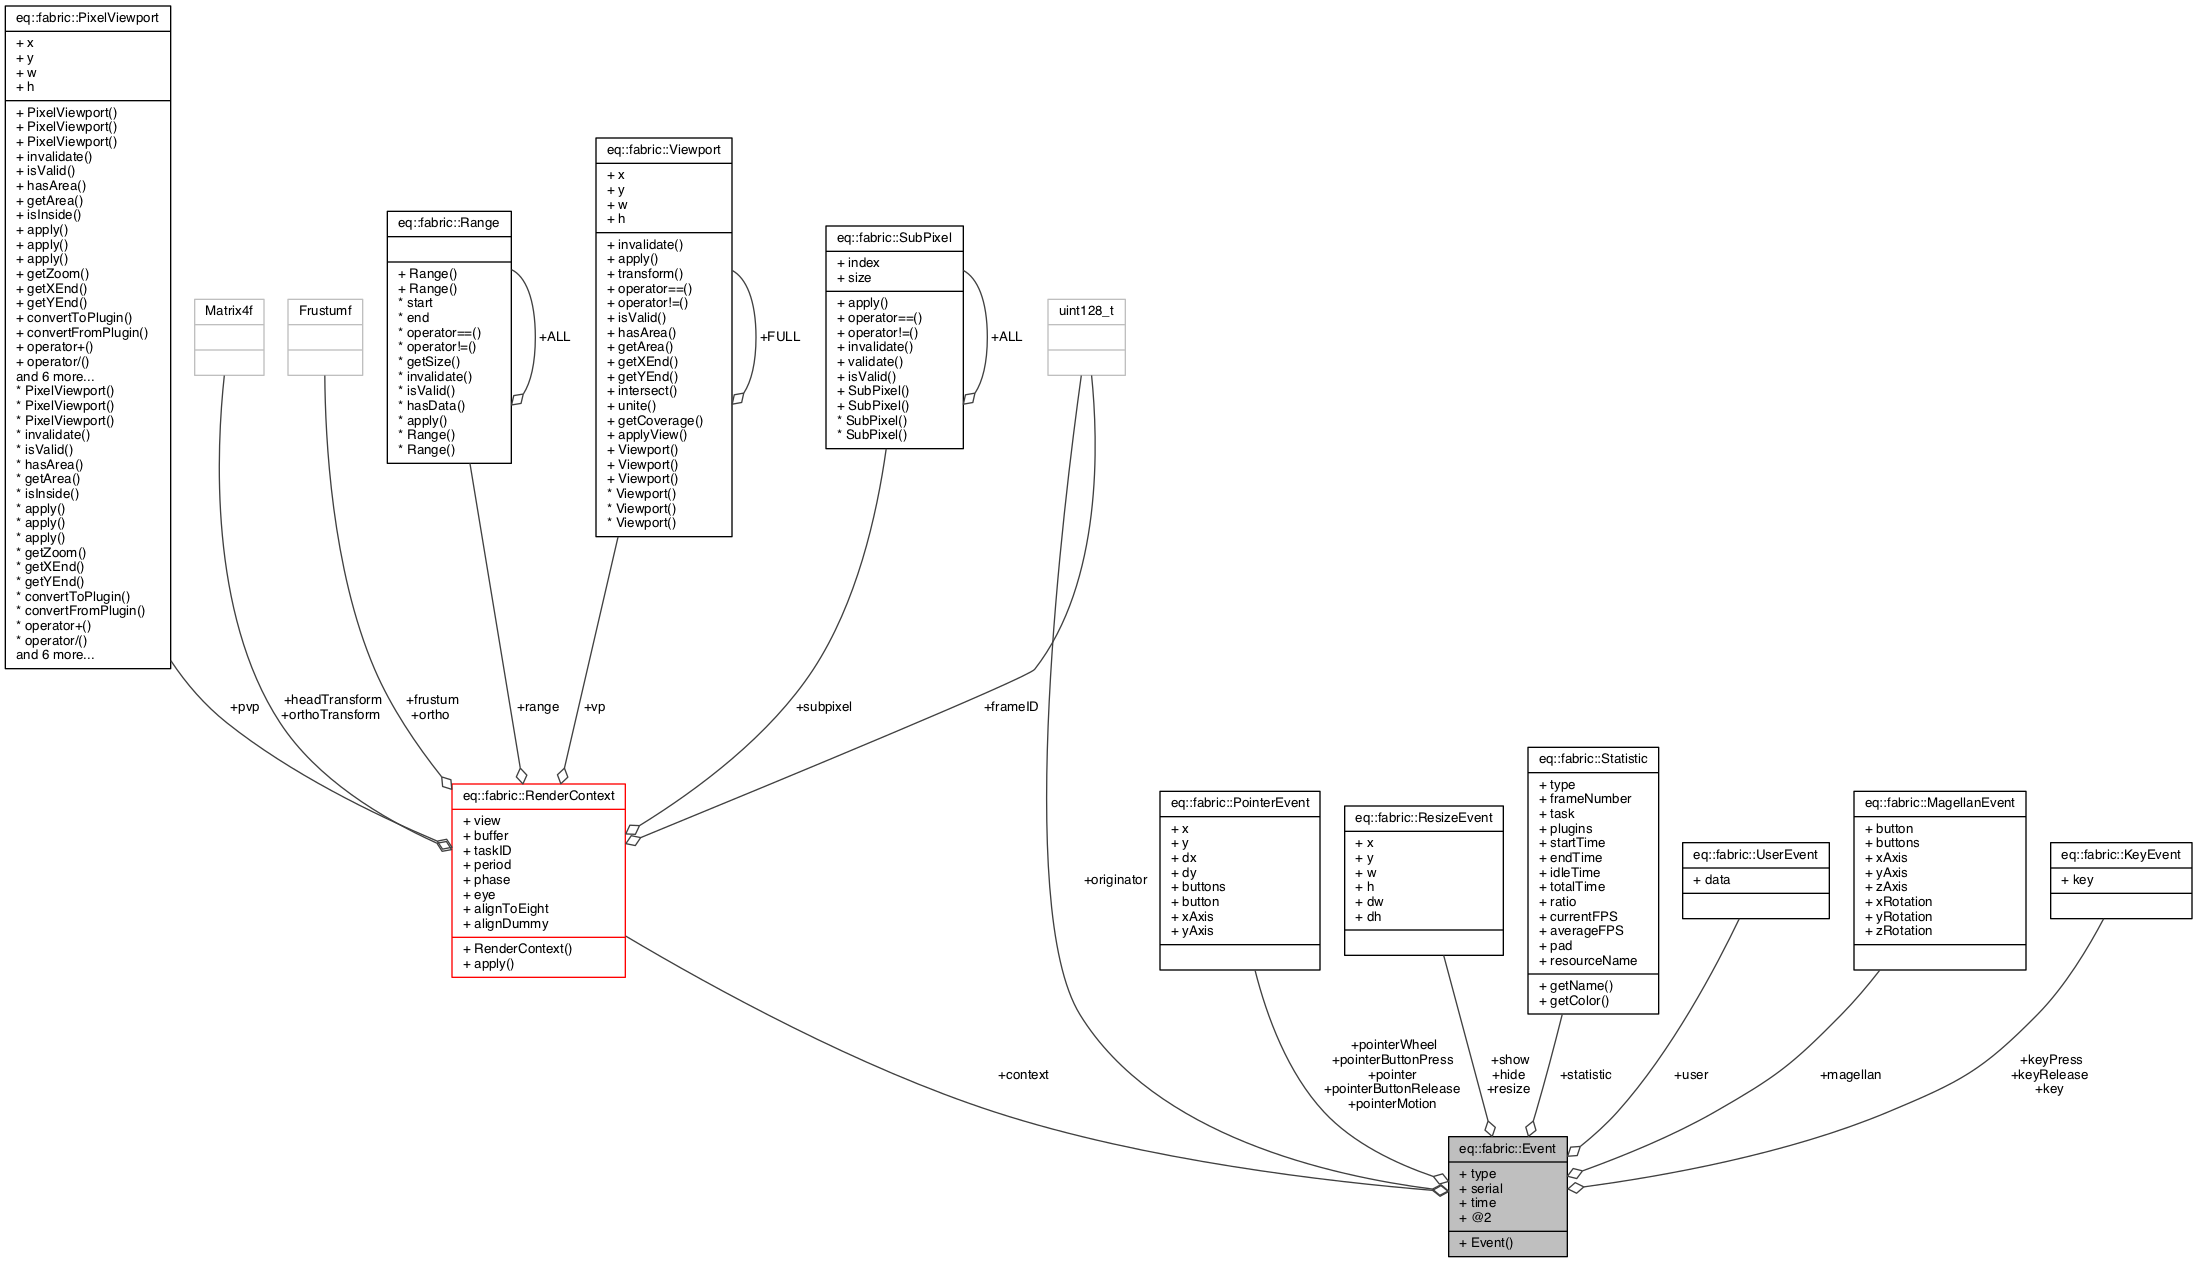 eq::fabric::PixelViewport
+ x
+ y
+ w
+ h
+ PixelViewport()
+ PixelViewport()
+ PixelViewport()
+ invalidate()
+ isValid()
+ hasArea()
+ getArea()
+ isInside()
+ apply()
+ apply()
+ apply()
+ getZoom()
+ getXEnd()
+ getYEnd()
+ convertToPlugin()
+ convertFromPlugin()
+ operator+()
+ operator/()
and 6 more...
* PixelViewport()
* PixelViewport()
* PixelViewport()
* invalidate()
* isValid()
* hasArea()
* getArea()
* isInside()
* apply()
* apply()
* apply()
* getZoom()
* getXEnd()
* getYEnd()
* convertToPlugin()
* convertFromPlugin()
* operator+()
* operator/()
and 6 more...
Matrix4f
Frustumf
eq::fabric::Range
+ Range()
+ Range()
* start
* end
* operator==()
* operator!=()
* getSize()
* invalidate()
* isValid()
* hasData()
* apply()
* Range()
* Range()
+ALL
eq::fabric::Viewport
+ x
+ y
+ w
+ h
+ invalidate()
+ apply()
+ transform()
+ operator==()
+ operator!=()
+ isValid()
+ hasArea()
+ getArea()
+ getXEnd()
+ getYEnd()
+ intersect()
+ unite()
+ getCoverage()
+ applyView()
+ Viewport()
+ Viewport()
+ Viewport()
* Viewport()
* Viewport()
* Viewport()
+FULL
eq::fabric::SubPixel
+ index
+ size
+ apply()
+ operator==()
+ operator!=()
+ invalidate()
+ validate()
+ isValid()
+ SubPixel()
+ SubPixel()
* SubPixel()
* SubPixel()
+ALL
uint128_t
+pvp
+headTransform
+orthoTransform
+frustum
+ortho
+range
+vp
+subpixel
+frameID
eq::fabric::RenderContext
+ view
+ buffer
+ taskID
+ period
+ phase
+ eye
+ alignToEight
+ alignDummy
+ RenderContext()
+ apply()
+originator
eq::fabric::PointerEvent
+ x
+ y
+ dx
+ dy
+ buttons
+ button
+ xAxis
+ yAxis
eq::fabric::ResizeEvent
+ x
+ y
+ w
+ h
+ dw
+ dh
eq::fabric::Statistic
+ type
+ frameNumber
+ task
+ plugins
+ startTime
+ endTime
+ idleTime
+ totalTime
+ ratio
+ currentFPS
+ averageFPS
+ pad
+ resourceName
+ getName()
+ getColor()
eq::fabric::UserEvent
+ data
eq::fabric::MagellanEvent
+ button
+ buttons
+ xAxis
+ yAxis
+ zAxis
+ xRotation
+ yRotation
+ zRotation
eq::fabric::KeyEvent
+ key
+context
+pointerWheel
+pointerButtonPress
+pointer
+pointerButtonRelease
+pointerMotion
+show
+hide
+resize
+statistic
+user
+magellan
+keyPress
+keyRelease
+key
eq::fabric::Event
+ type
+ serial
+ time
+ @2
+ Event()